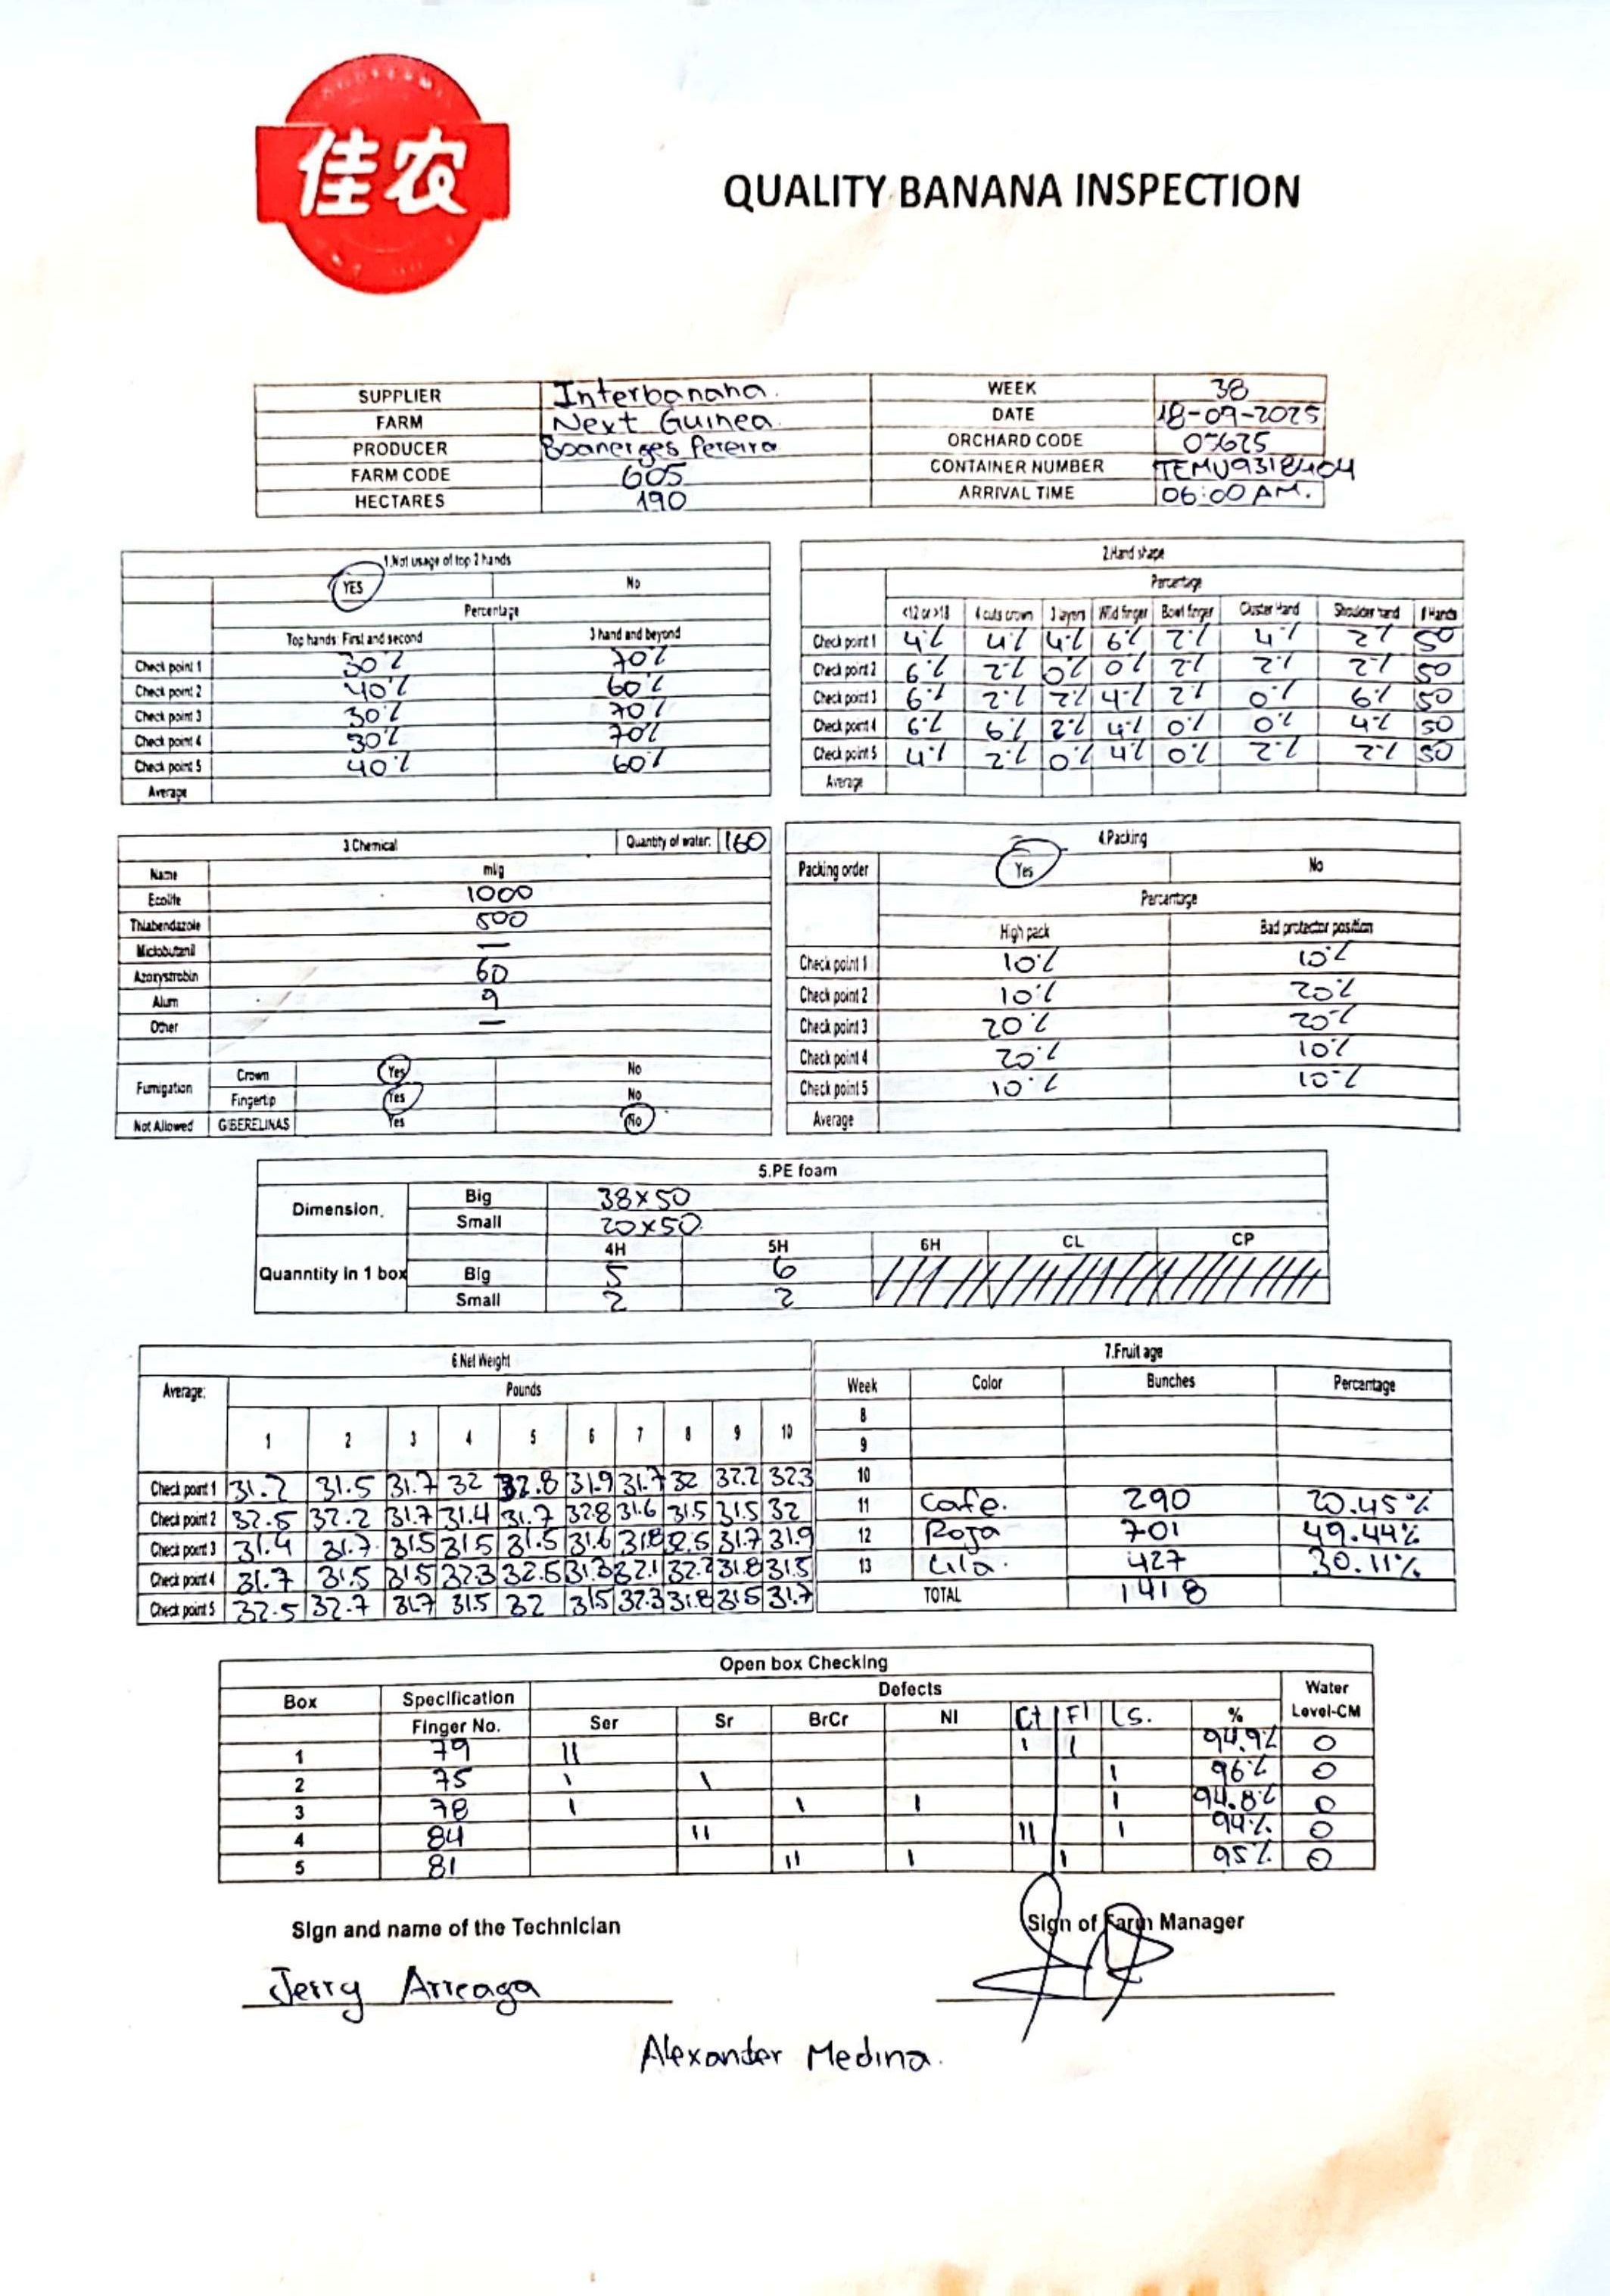 佳农
QUALITY BANANA INSPECTION
SUPPLIER Interbanana. WEEK 38
FARM Next Guinea. DATE 18-09-2025
PRODUCER Boanerges Pereira ORCHARD CODE 07625
FARM CODE 605 CONTAINER NUMBER
HECTARES 190 ARRIVAL TIME 06:00 AM.
1.Not usage of top 2 hands
YES No
Percentage
Top hands: First and second 3 hand and beyond
Check point 1 30% 70%
Check point 2 40% 60%
Check point 3 30% 70%
Check point 4 30% 70%
Check point 5 40% 60%
Average
2.Hand shape
Percentage
<12 or >18 4 cuts crown 3 layers Wild finger Bowl finger Cluster Hand Shoulder hand # Hands
Check point 1 4% 4% 4% 6% 2% 4% 2% 50
Check point 2 6% 2% 0% 0% 2% 2% 2% 50
Check point 3 6% 2% 2% 4% 2% 0% 6% 50
Check point 4 6% 6% 2% 4% 0% 0% 4% 50
Check point 5 4% 2% 0% 4% 0% 2% 2% 50
Average
3.Chemical Quantity of water: 160
Name ml/g
Ecolife 1000
Thiabendazole 500
Miclobutanil —
Azoxystrobin 60
Alum 9
Other —
Fumigation Crown Yes No
Fingertip Yes No
Not Allowed GIBERELINAS Yes No
4.Packing
Packing order Yes No
Percentage
High pack Bad protector position
Check point 1 10% 10%
Check point 2 10% 20%
Check point 3 20% 20%
Check point 4 20% 10%
Check point 5 10% 10%
Average
5.PE foam
Dimension. Big 38x50
Small 20x50.
4H 5H 6H CL CP
Quanntity in 1 box Big 5 6
Small 2 2
6.Net Weight
Average: Pounds
1 2 3 4 5 6 7 8 9 10
Check point 1 31.2 31.5 31.7 32 32.8 31.9 31.7 32 32.2 32.3
Check point 2 32.5 32.2 31.7 31.4 31.7 32.8 31.6 31.5 31.5 32
Check point 3 31.4 31.7 31.5 31.5 31.5 31.6 31.8 32.5 31.7 31.9
Check point 4 31.7 31.5 31.5 32.3 32.6 31.3 32.1 32.2 31.8 31.5
Check point 5 32.5 32.7 31.7 31.5 32 31.5 32.3 31.8 31.5 31.7
7.Fruit age
Week Color Bunches Percentage
8
9
10
11 Cafe. 290 20.45%
12 Roja 701 49.44%
13 Lila. 427 30.11%
TOTAL 1418
Open box Checking
Box Specification Defects Water
Finger No. Ser Sr BrCr NI Ct Fl Ls. % Level-CM
1 79 II I I 94.9% 0
2 75 I I I 96% 0
3 78 I I I I 94.8% 0
4 84 II II I 94% 0
5 81 II I I 95% 0
Sign and name of the Technician Sign of Farm Manager
Jerry Arreaga
Alexander Medina.